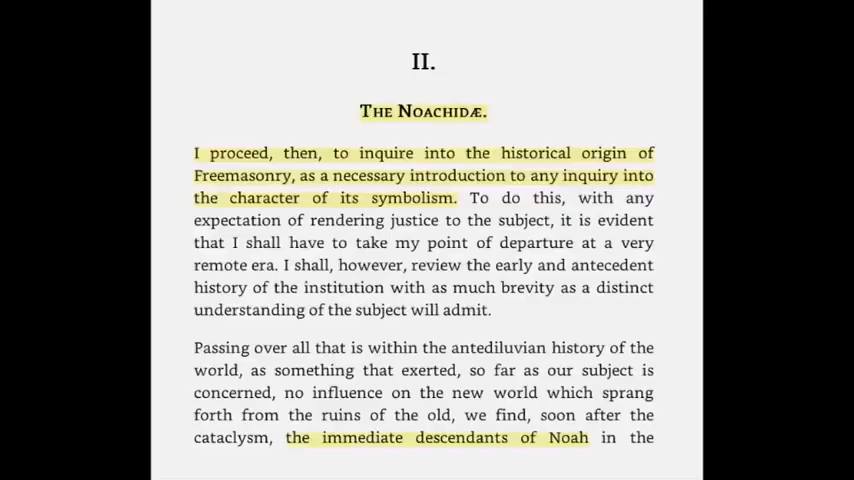 II.
The Noachidæ.
I proceed, then, to inquire into the historical origin of
Freemasonry, as a necessary introduction to any inquiry into
the character of its symbolism. To do this, with any
expectation of rendering justice to the subject, it is evident
that I shall have to take my point of departure at a very
remote era. I shall, however, review the early and antecedent
history of the institution with as much brevity as a distinct
understanding of the subject will admit.
Passing over all that is within the antediluvian history of the
world, as something that exerted, so far as our subject is
concerned, no influence on the new world which sprang
forth from the ruins of the old, we find, soon after the
cataclysm, the immediate descendants of Noah in the